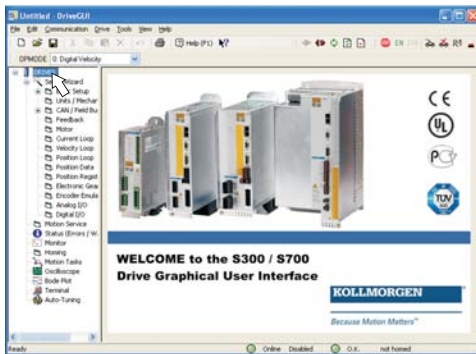 Untitled - DriveGUI
File Edit Communication Drive Tools View Help
Help (F1)
OPMODE 0: Digital Velocity
DRIVE0
Setup Wizard
Setup
Units / Mechan
CAN / Field Bu
Feedback
Motor
Current Loop
Velocity Loop
Position Loop
Position Data
Position Regist
Electronic Gear
Encoder Emula
Analog I/O
Digital I/O
Motion Service
Status (Errors / W.
Monitor
Homing
Motion Tasks
Oscilloscope
Bode Plot
Terminal
Auto-Tuning
CE
UL
TÜV
WELCOME to the S300 / S700
Drive Graphical User Interface
KOLLMORGEN
Because Motion Matters™
Ready
Online Disabled O.K. not homed